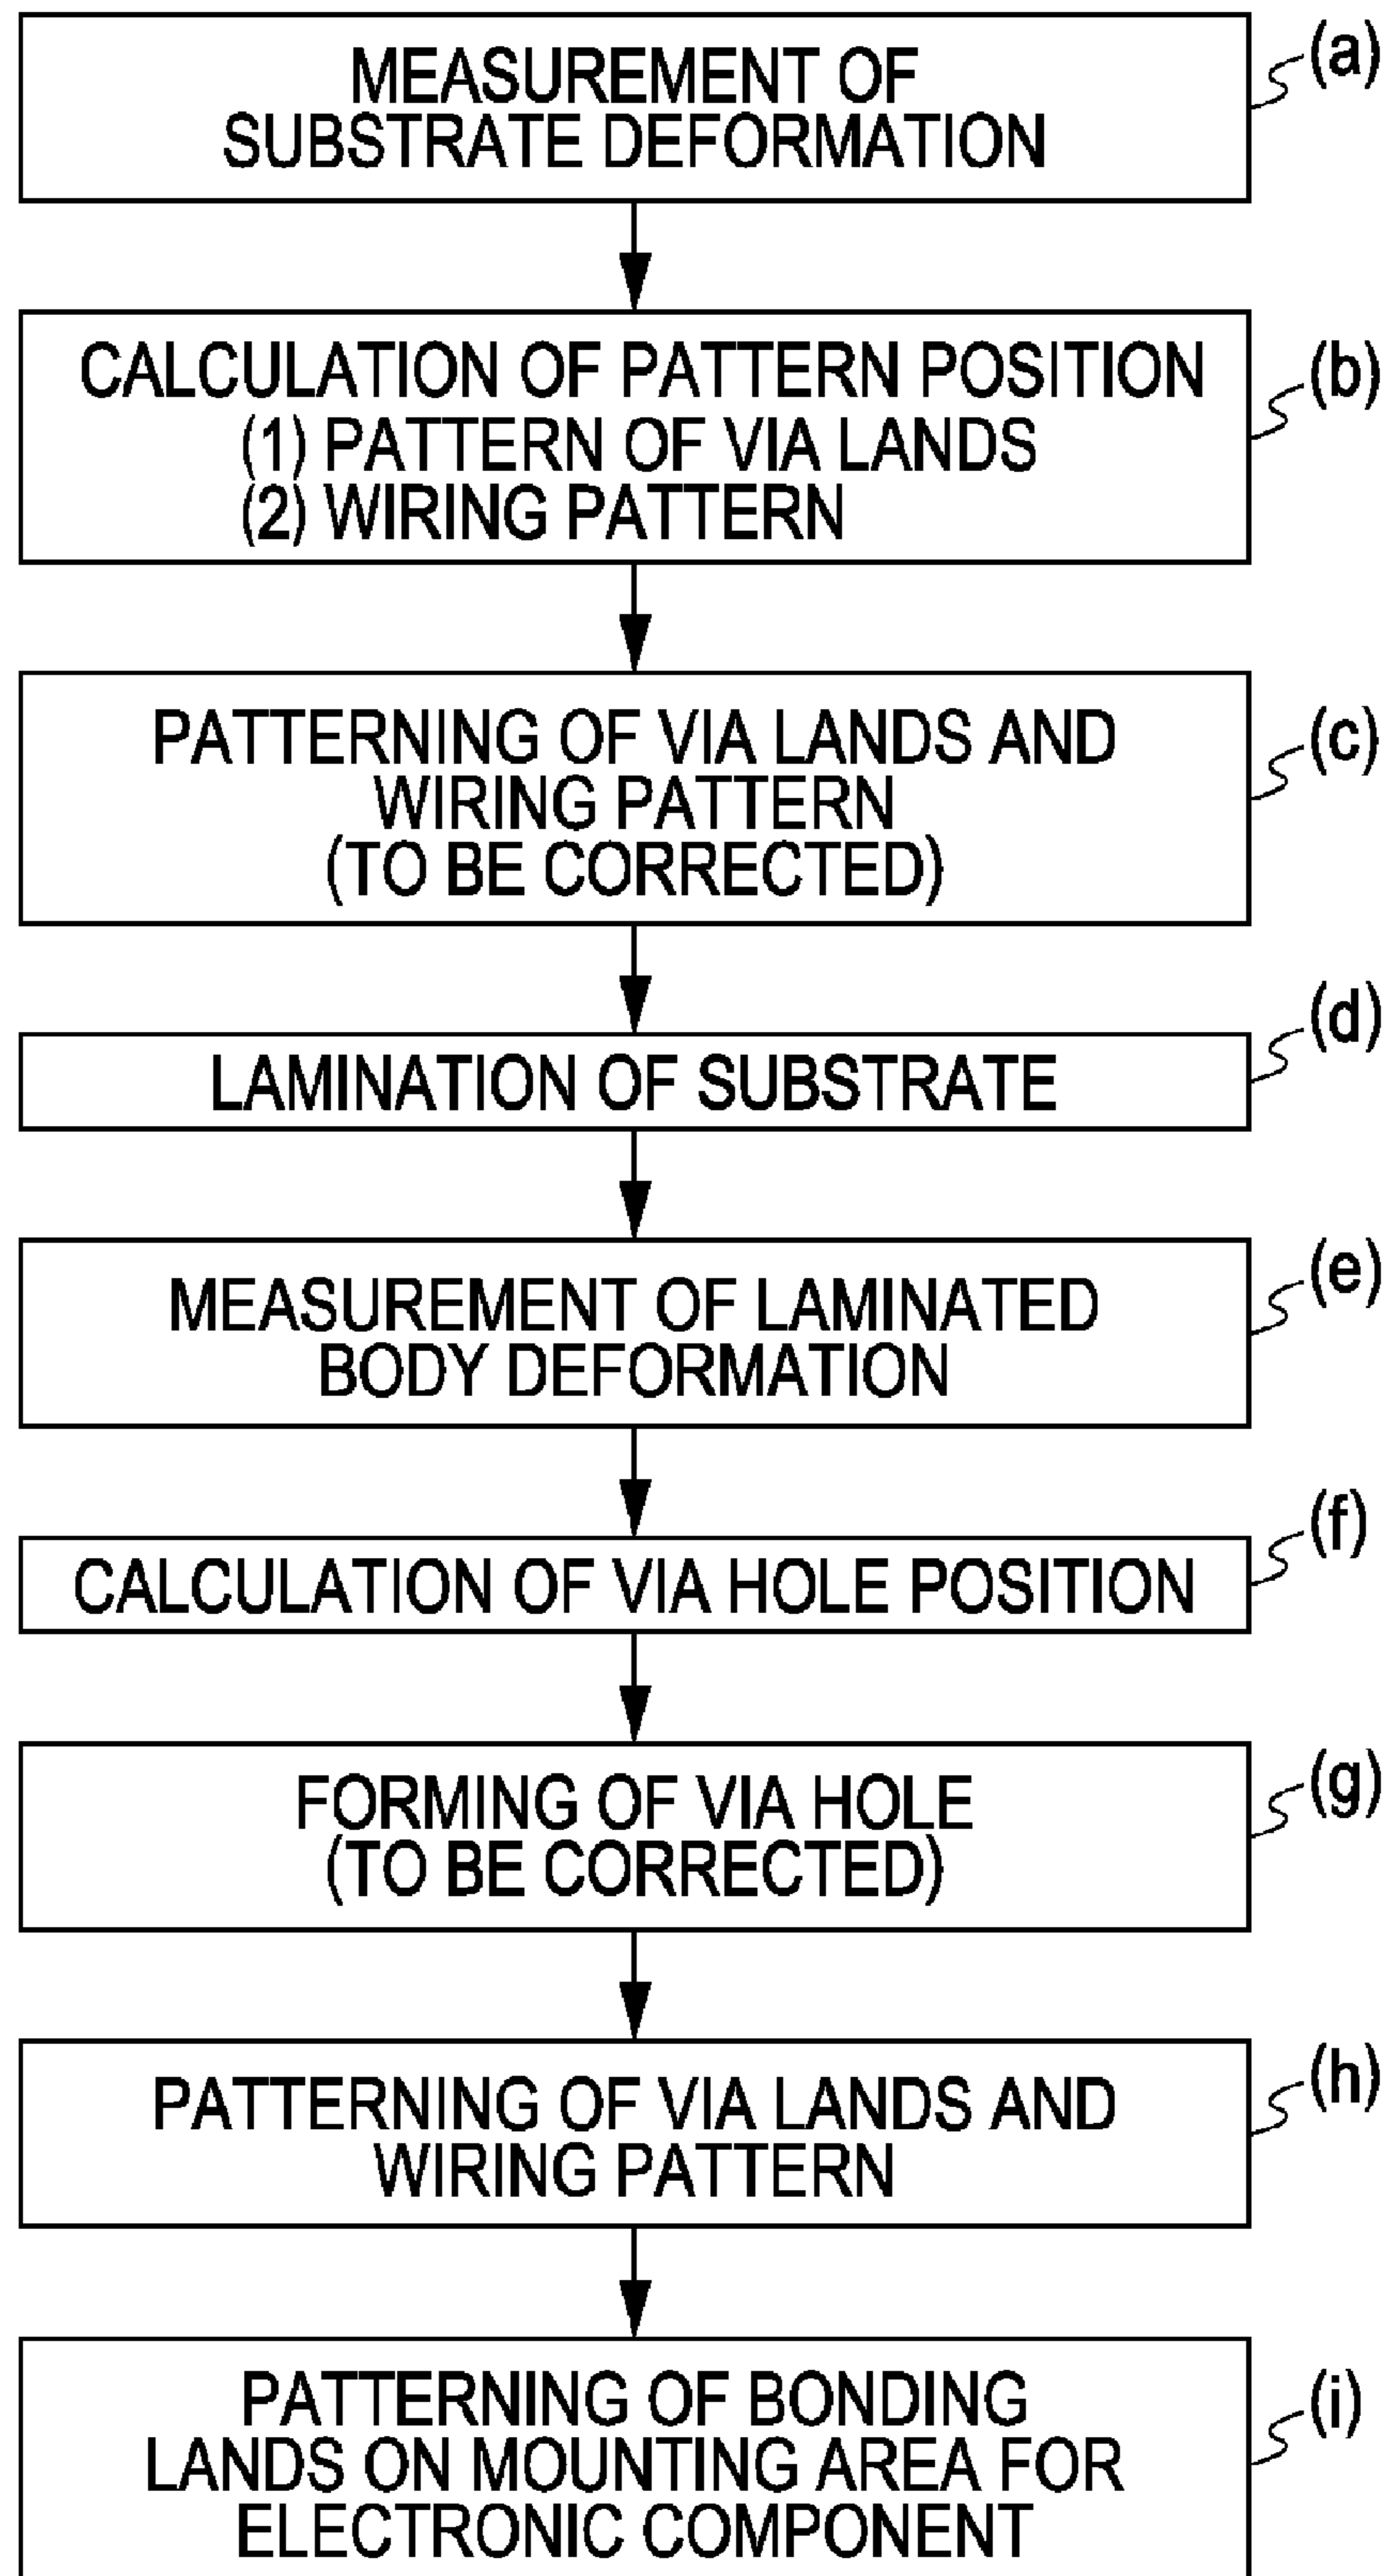 MEASUREMENT OF
SUBSTRATE DEFORMATION
(a)
CALCULATION OF PATTERN POSITION
(1) PATTERN OF VIA LANDS
(2) WIRING PATTERN
(b)
PATTERNING OF VIA LANDS AND
WIRING PATTERN
(TO BE CORRECTED)
(c)
LAMINATION OF SUBSTRATE
(d)
MEASUREMENT OF LAMINATED
BODY DEFORMATION
(e)
CALCULATION OF VIA HOLE POSITION
(f)
FORMING OF VIA HOLE
(TO BE CORRECTED)
(g)
PATTERNING OF VIA LANDS AND
WIRING PATTERN
(h)
PATTERNING OF BONDING
LANDS ON MOUNTING AREA FOR
ELECTRONIC COMPONENT
(i)